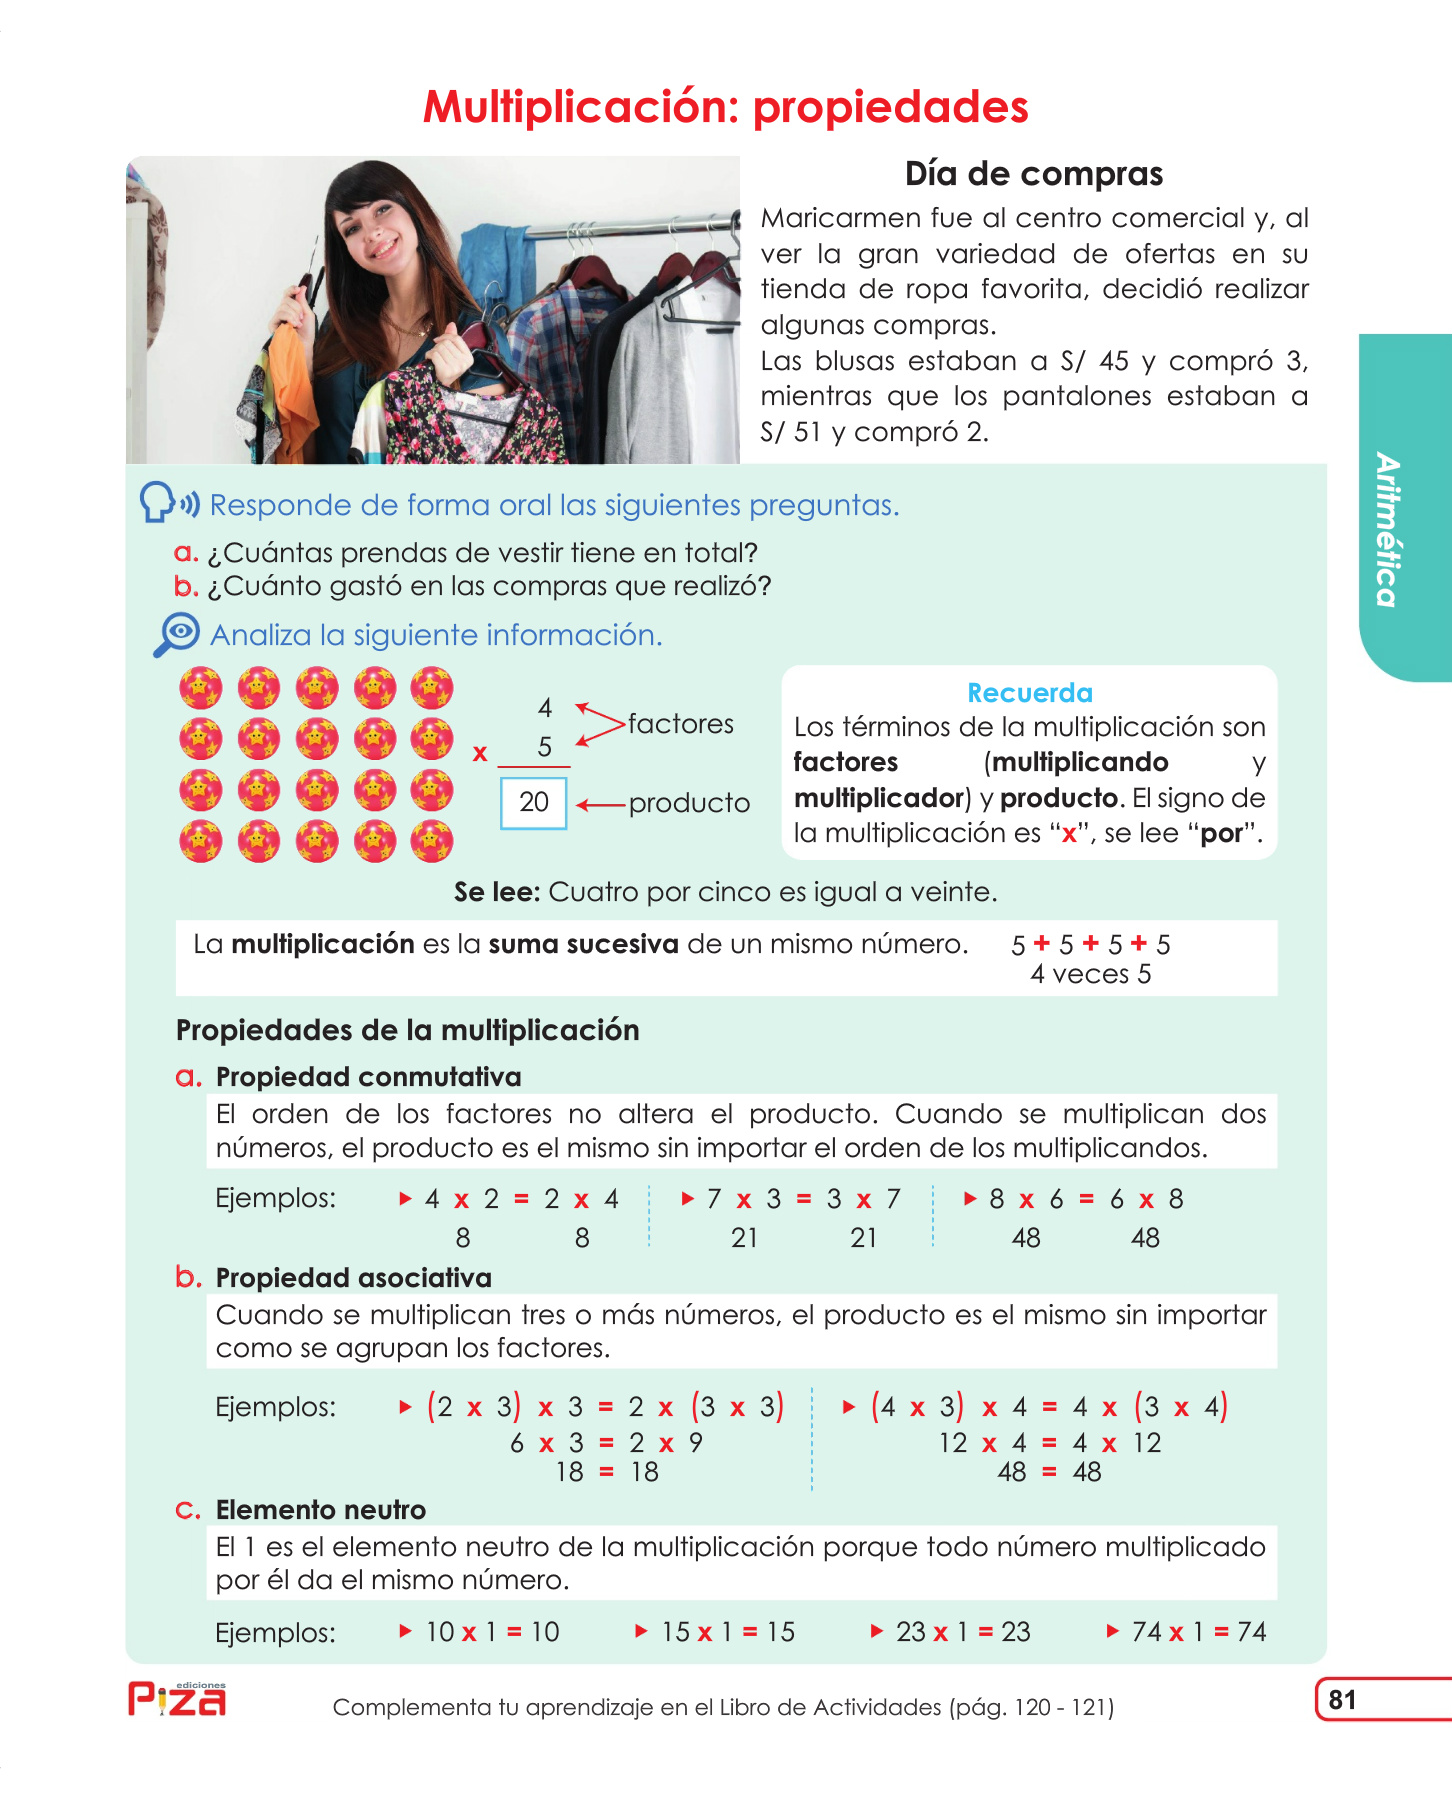 Multiplicación: propiedades
Día de compras
Maricarmen fue al centro comercial y, al
ver la gran variedad de ofertas en su
tienda de ropa favorita, decidió realizar
algunas compras.
Las blusas estaban a S/ 45 y compró 3,
mientras que los pantalones estaban a
S/ 51 y compró 2.
Aritmética
Responde de forma oral las siguientes preguntas.
a. ¿Cuántas prendas de vestir tiene en total?
b. ¿Cuánto gastó en las compras que realizó?
Analiza la siguiente información.
4
factores
x 5
20
producto
Recuerda
Los términos de la multiplicación son
factores (multiplicando y
multiplicador) y producto. El signo de
la multiplicación es “x”, se lee “por”.
Se lee: Cuatro por cinco es igual a veinte.
La multiplicación es la suma sucesiva de un mismo número. 5 + 5 + 5 + 5
4 veces 5
Propiedades de la multiplicación
a. Propiedad conmutativa
El orden de los factores no altera el producto. Cuando se multiplican dos
números, el producto es el mismo sin importar el orden de los multiplicandos.
Ejemplos: 4 x 2 = 2 x 4 7 x 3 = 3 x 7 8 x 6 = 6 x 8
8 8 21 21 48 48
b. Propiedad asociativa
Cuando se multiplican tres o más números, el producto es el mismo sin importar
como se agrupan los factores.
Ejemplos: (2 x 3) x 3 = 2 x (3 x 3) (4 x 3) x 4 = 4 x (3 x 4)
6 x 3 = 2 x 9 12 x 4 = 4 x 12
18 = 18 48 = 48
c. Elemento neutro
El 1 es el elemento neutro de la multiplicación porque todo número multiplicado
por él da el mismo número.
Ejemplos: 10 x 1 = 10 15 x 1 = 15 23 x 1 = 23 74 x 1 = 74
ediciones
Piza
Complementa tu aprendizaje en el Libro de Actividades (pág. 120 - 121)
81